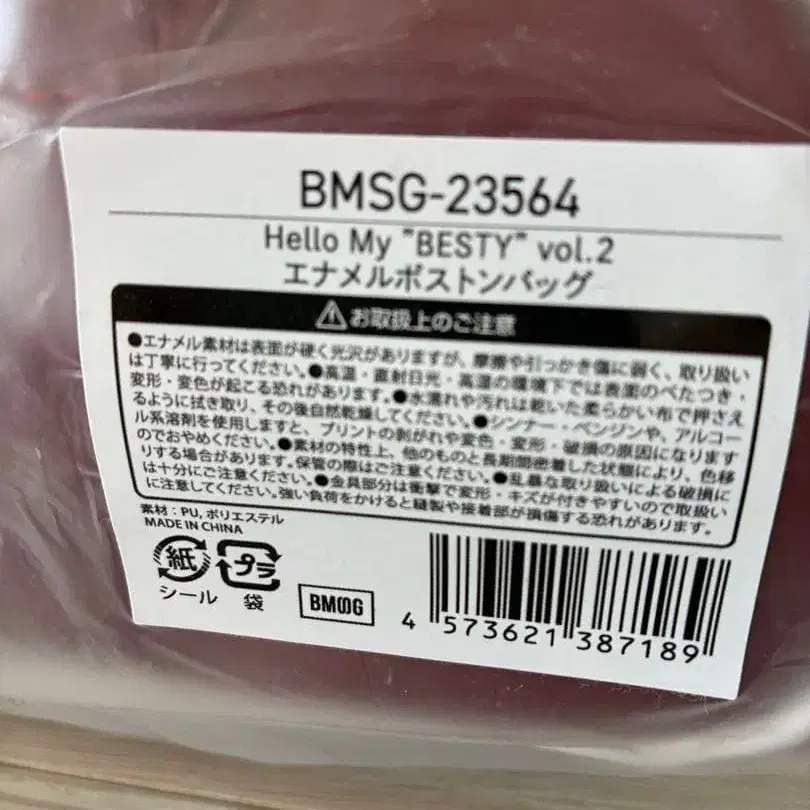 BMSG-23564
Hello My "BESTY" vol.2
エナメルボストンバッグ
⚠お取扱上のご注意
●エナメル素材は表面が硬く光沢がありますが、摩擦や引っかき傷に弱く、取り扱い
は丁寧に行ってください。●高温・直射日光・高湿の環境下では表面のべたつき・
変形・変色が起こる恐れがあります。●水濡れや汚れは乾いた柔らかい布で押さえ
るように拭き取り、その後自然乾燥してください。●シンナー・ベンジンや、アルコー
ル系溶剤を使用しますと、プリントの剥がれや変色・変形・破損の原因になります
のでおやめください。●素材の特性上、他のものと長期間密着した状態により、色移
りする場合があります。保管の際はご注意ください。●乱暴な取り扱いによる破損に
は十分にご注意ください。●金具部分は衝撃で変形・キズが付きやすいので取扱い
に注意してください。強い負荷をかけると縫製や接着部が損傷する恐れがあります。
素材：PU, ポリエステル
MADE IN CHINA
紙 プラ
シール 袋
BMSG
4 573621 387189